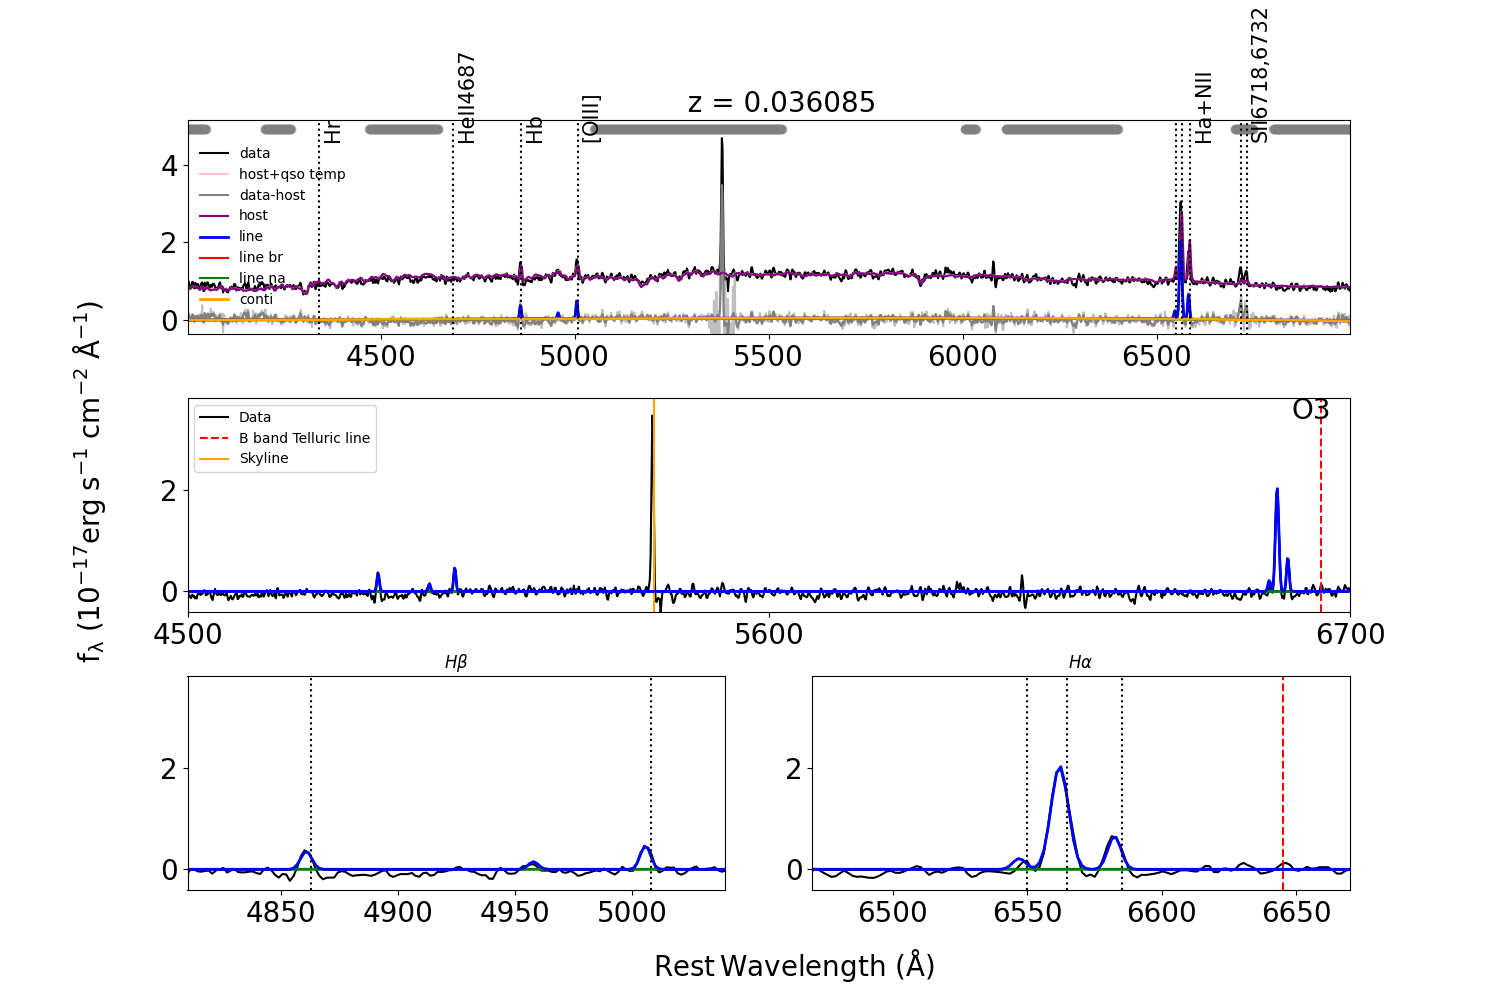 Hr
HeII4687
Hb
[OIII]
Ha+NII
SII6718,6732
z = 0.036085
data
host+qso temp
data-host
host
line
line br
line na
conti
4
2
0
4500 5000 5500 6000 6500
Data
B band Telluric line
Skyline
O3
2
0
4500 5600 6700
fλ (10⁻¹⁷erg s⁻¹ cm⁻² Å⁻¹)
Hβ
2
0
4850 4900 4950 5000
Hα
2
0
6500 6550 6600 6650
Rest Wavelength (Å)